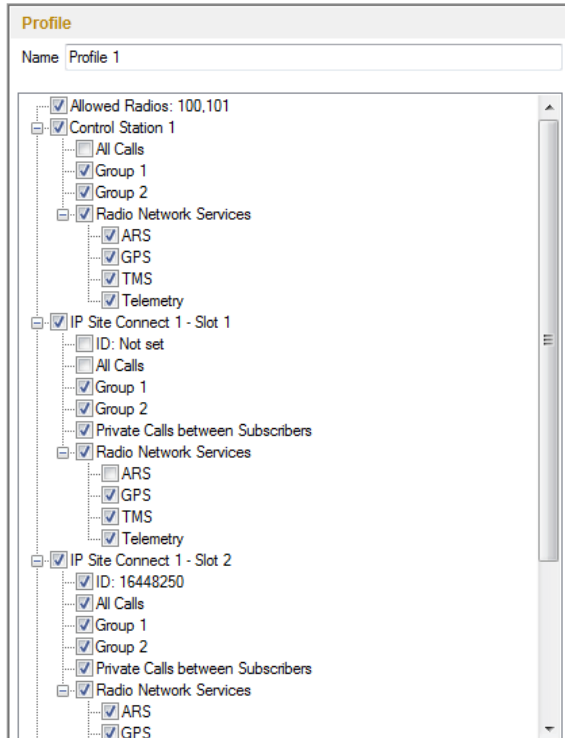 Profile
Name Profile 1
Allowed Radios: 100,101
Control Station 1
All Calls
Group 1
Group 2
Radio Network Services
ARS
GPS
TMS
Telemetry
IP Site Connect 1 - Slot 1
ID: Not set
All Calls
Group 1
Group 2
Private Calls between Subscribers
Radio Network Services
ARS
GPS
TMS
Telemetry
IP Site Connect 1 - Slot 2
ID: 16448250
All Calls
Group 1
Group 2
Private Calls between Subscribers
Radio Network Services
ARS
GPS